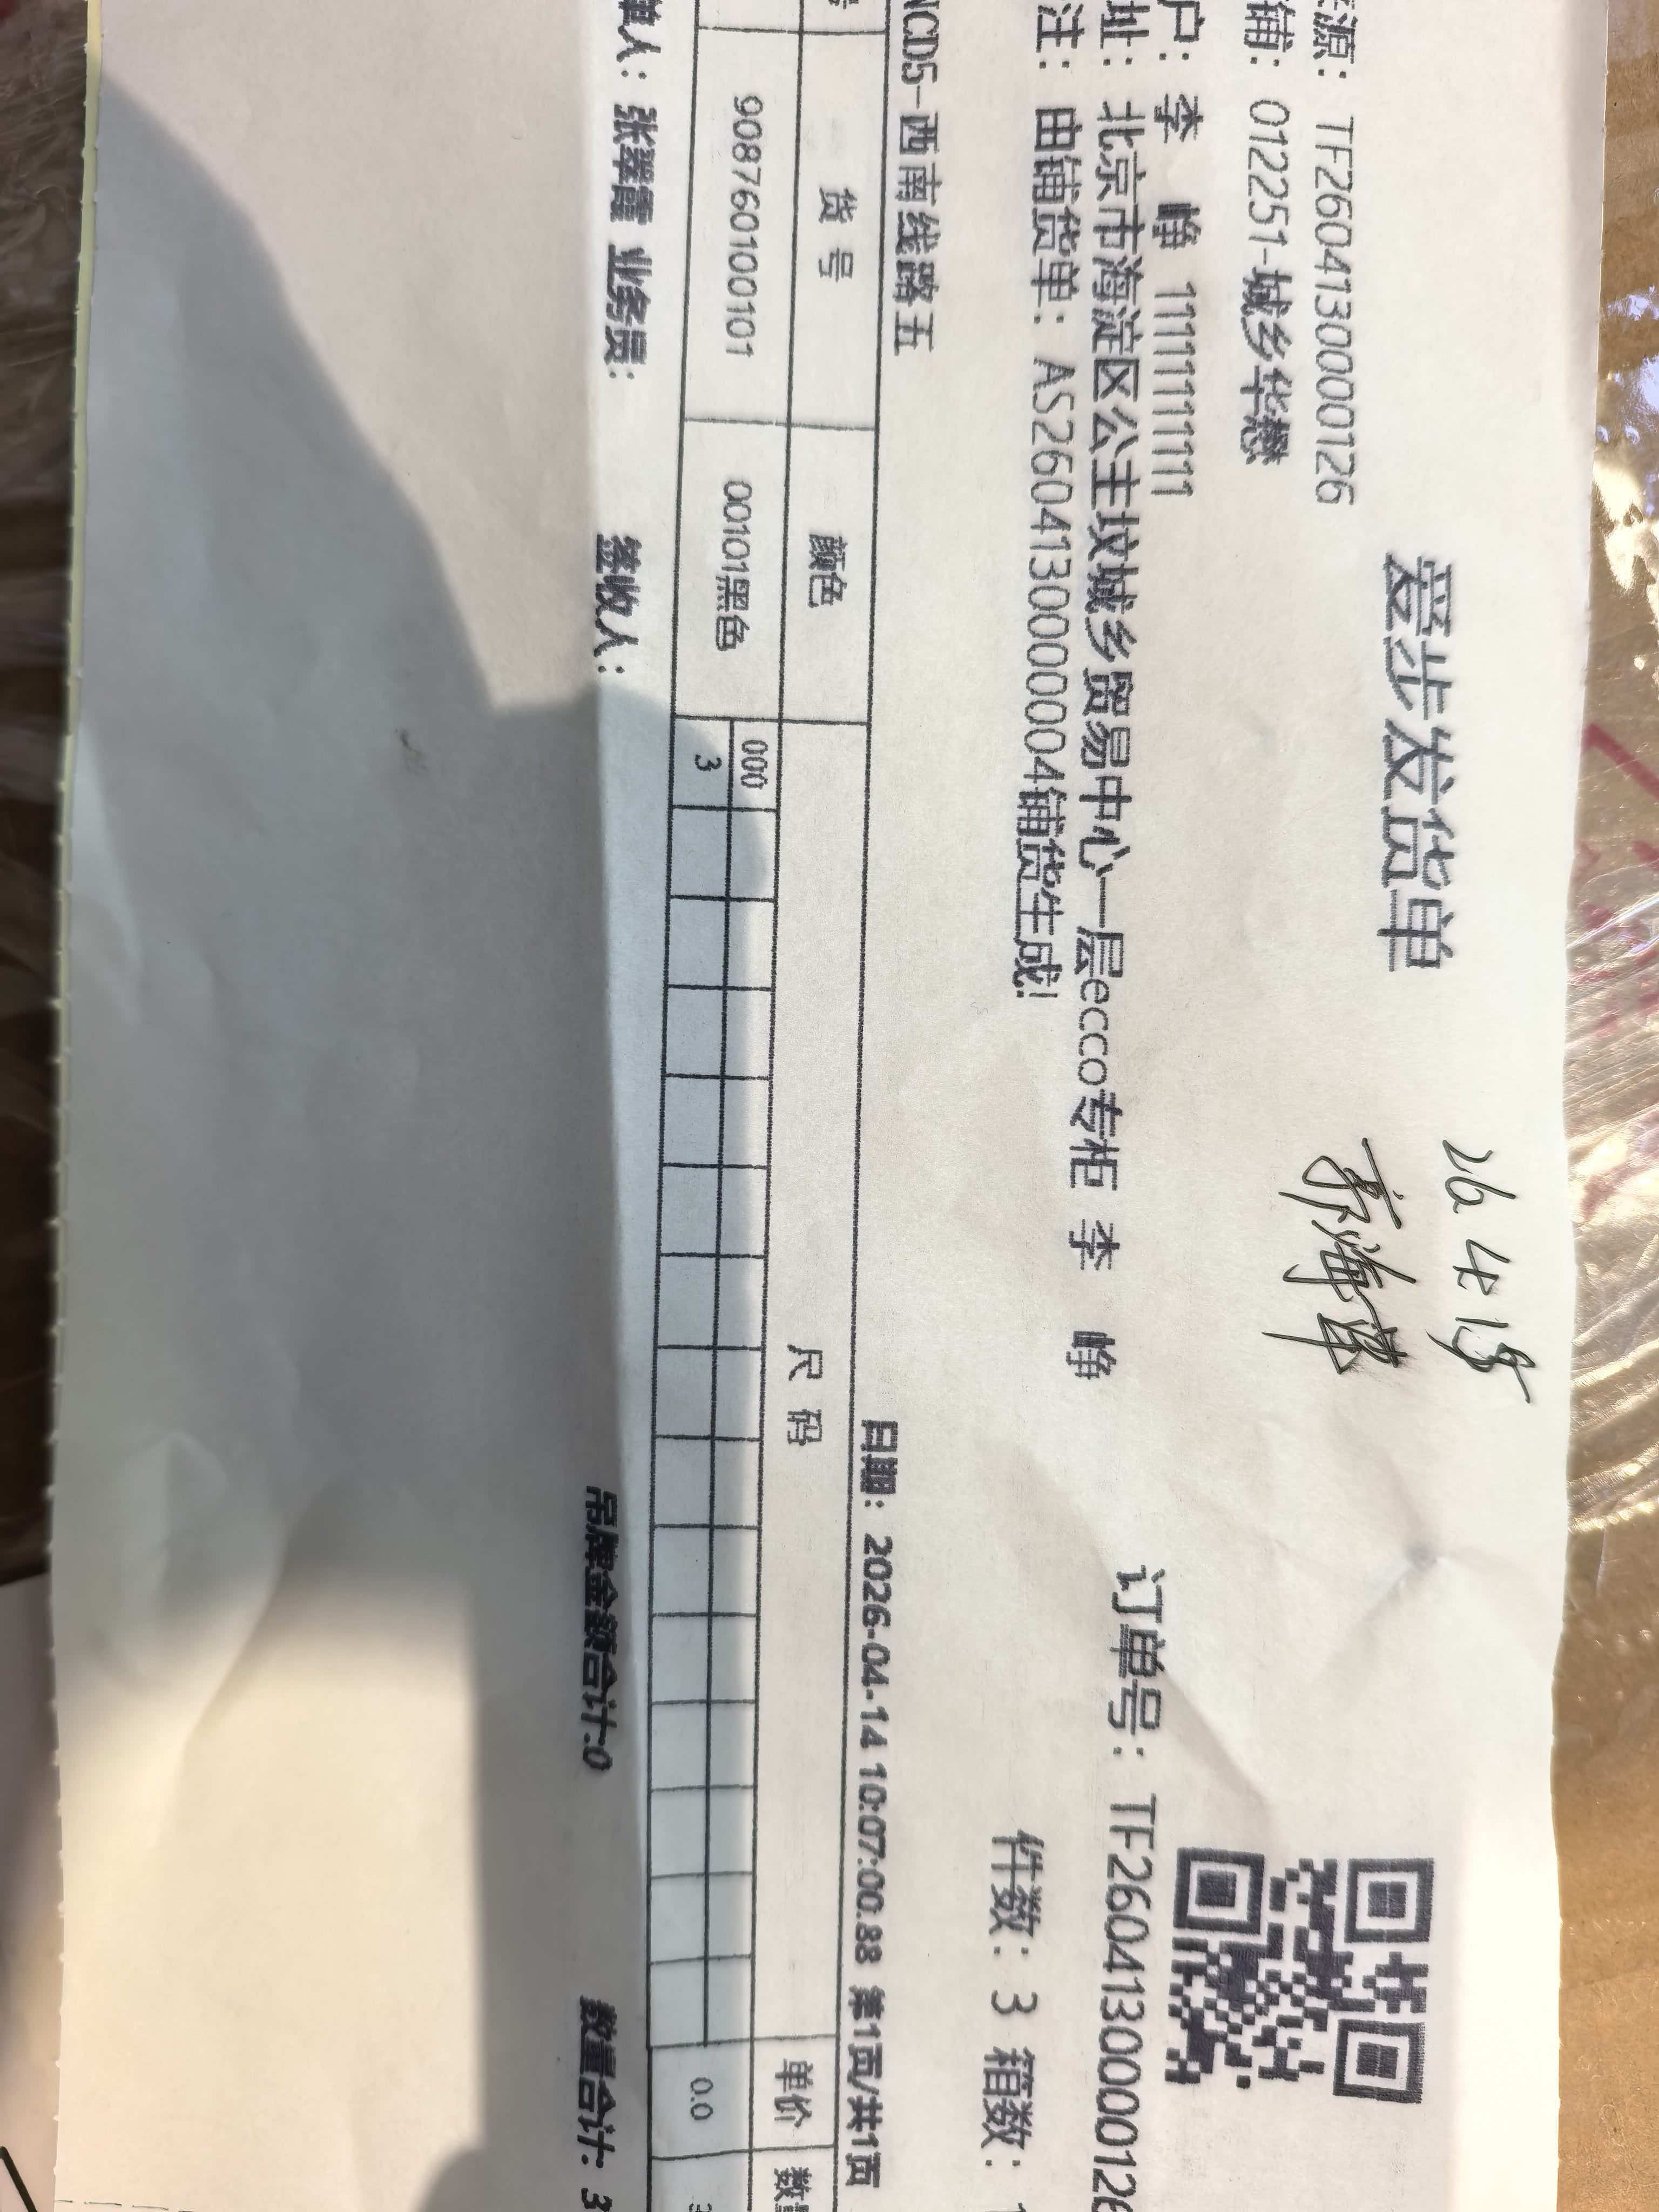 爱步发货单
26 4 15
源: TF26041300000126
铺: 012251-城乡华懋
户: 李 峥 11111111111
订单号: TF26041300000126
址: 北京市海淀区公主坟城乡贸易中心一层ecco专柜 李 峥
注: 由铺货单: AS26041300000004铺货生成!
件数: 3 箱数: 1
NCD5-西南线路五
日期: 2026-04-14 10:07:00.88 第1页/共1页
号 货号 颜色 尺码 单价 数
908760100101 00101黑色 000 0.0 3
3
单人: 张翠霞 业务员: 签收人: 吊牌金额合计:0 数量合计: 3